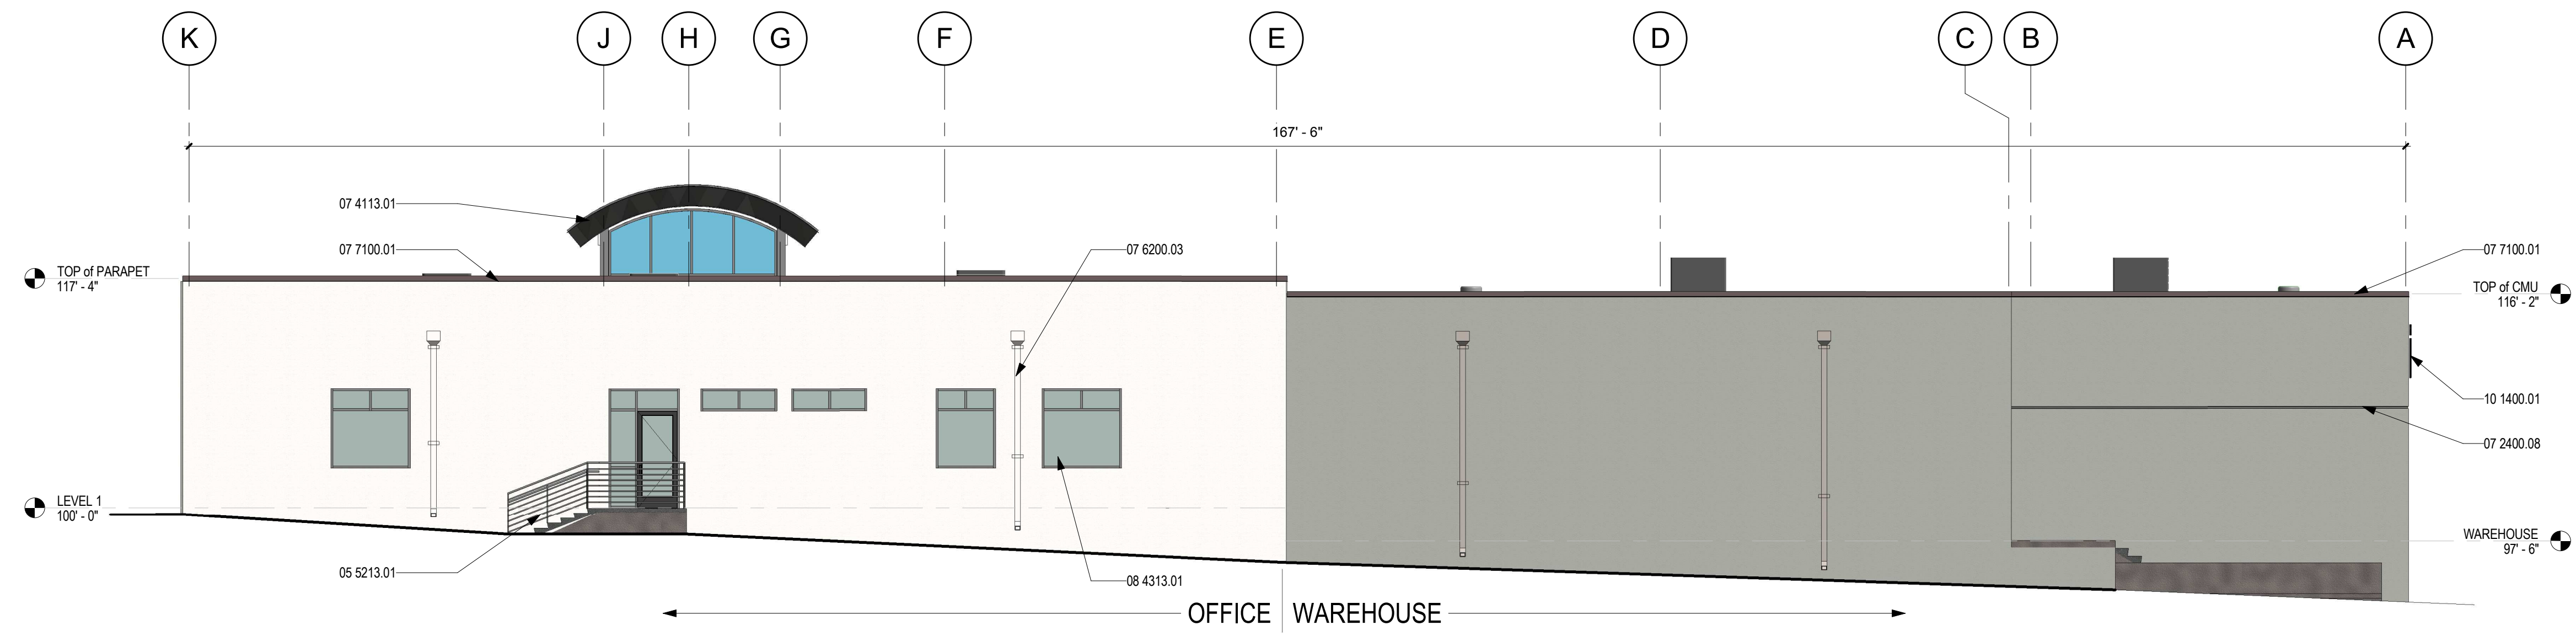 K J H G F E D C B A
167' - 6"
07 4113.01
07 7100.01
07 6200.03
07 7100.01
TOP of PARAPET
117' - 4"
TOP of CMU
116' - 2"
10 1400.01
07 2400.08
LEVEL 1
100' - 0"
WAREHOUSE
97' - 6"
05 5213.01
08 4313.01
OFFICE WAREHOUSE